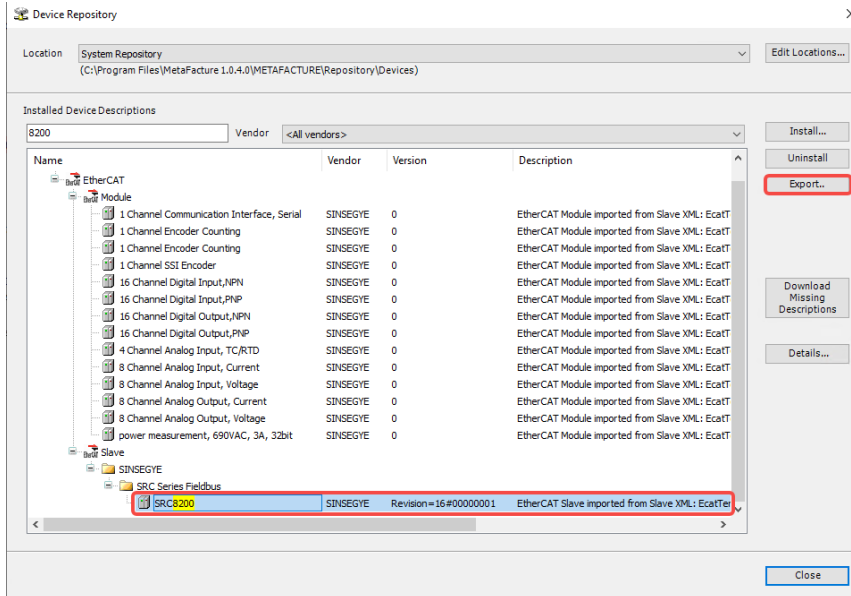 Device Repository
Location System Repository Edit Locations...
(C:\Program Files\MetaFacture 1.0.4.0\METAFACTURE\Repository\Devices)
Installed Device Descriptions
8200 Vendor <All vendors> Install...
Name Vendor Version Description Uninstall
EtherCAT
Export..
Module
1 Channel Communication Interface, Serial SINSEGYE 0 EtherCAT Module imported from Slave XML: EcatT
1 Channel Encoder Counting SINSEGYE 0 EtherCAT Module imported from Slave XML: EcatT
1 Channel Encoder Counting SINSEGYE 0 EtherCAT Module imported from Slave XML: EcatT
1 Channel SSI Encoder SINSEGYE 0 EtherCAT Module imported from Slave XML: EcatT
16 Channel Digital Input,NPN SINSEGYE 0 EtherCAT Module imported from Slave XML: EcatT
16 Channel Digital Input,PNP SINSEGYE 0 EtherCAT Module imported from Slave XML: EcatT
16 Channel Digital Output,NPN SINSEGYE 0 EtherCAT Module imported from Slave XML: EcatT
16 Channel Digital Output,PNP SINSEGYE 0 EtherCAT Module imported from Slave XML: EcatT
Download
Missing
Descriptions
4 Channel Analog Input, TC/RTD SINSEGYE 0 EtherCAT Module imported from Slave XML: EcatT
Details...
8 Channel Analog Input, Current SINSEGYE 0 EtherCAT Module imported from Slave XML: EcatT
8 Channel Analog Input, Voltage SINSEGYE 0 EtherCAT Module imported from Slave XML: EcatT
8 Channel Analog Output, Current SINSEGYE 0 EtherCAT Module imported from Slave XML: EcatT
8 Channel Analog Output, Voltage SINSEGYE 0 EtherCAT Module imported from Slave XML: EcatT
power measurement, 690VAC, 3A, 32bit SINSEGYE 0 EtherCAT Module imported from Slave XML: EcatT
Slave
SINSEGYE
SRC Series Fieldbus
SRC8200 SINSEGYE Revision=16#00000001 EtherCAT Slave imported from Slave XML: EcatTer
Close